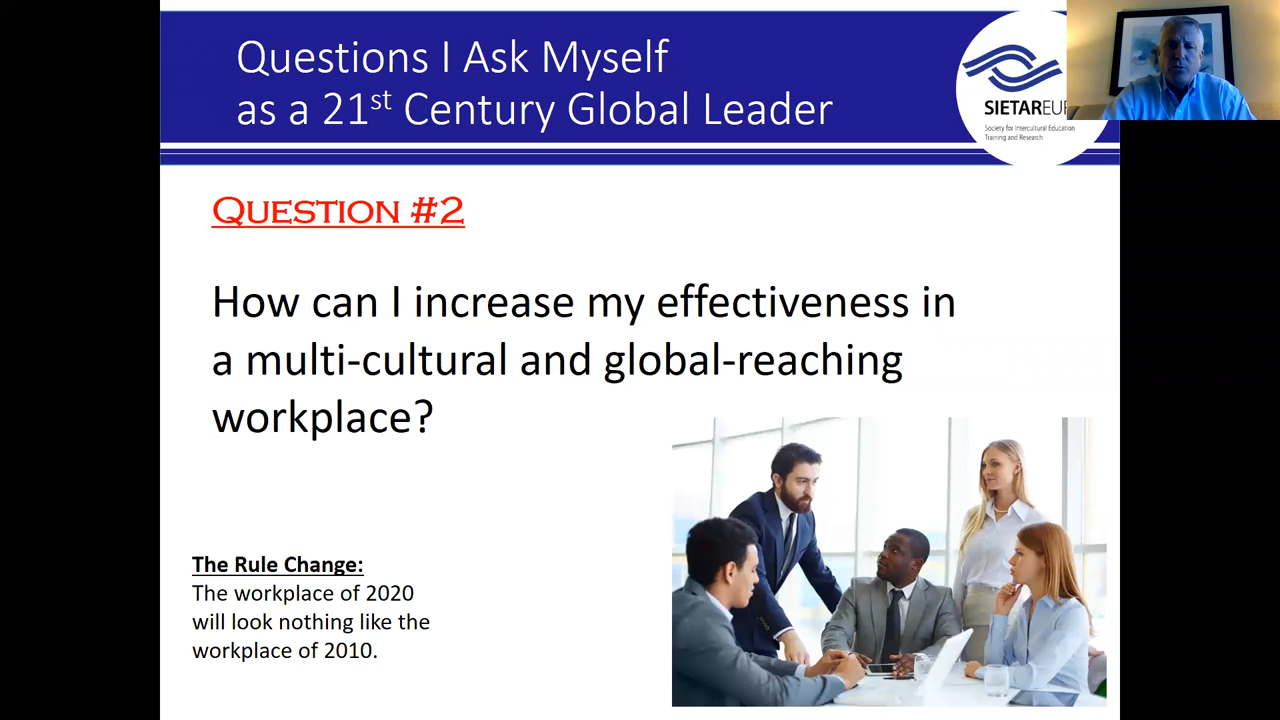 Questions I Ask Myself
as a 21st Century Global Leader
SIETAREUR
Society for Intercultural Education
Training and Research
QUESTION #2
How can I increase my effectiveness in
a multi-cultural and global-reaching
workplace?
The Rule Change:
The workplace of 2020
will look nothing like the
workplace of 2010.